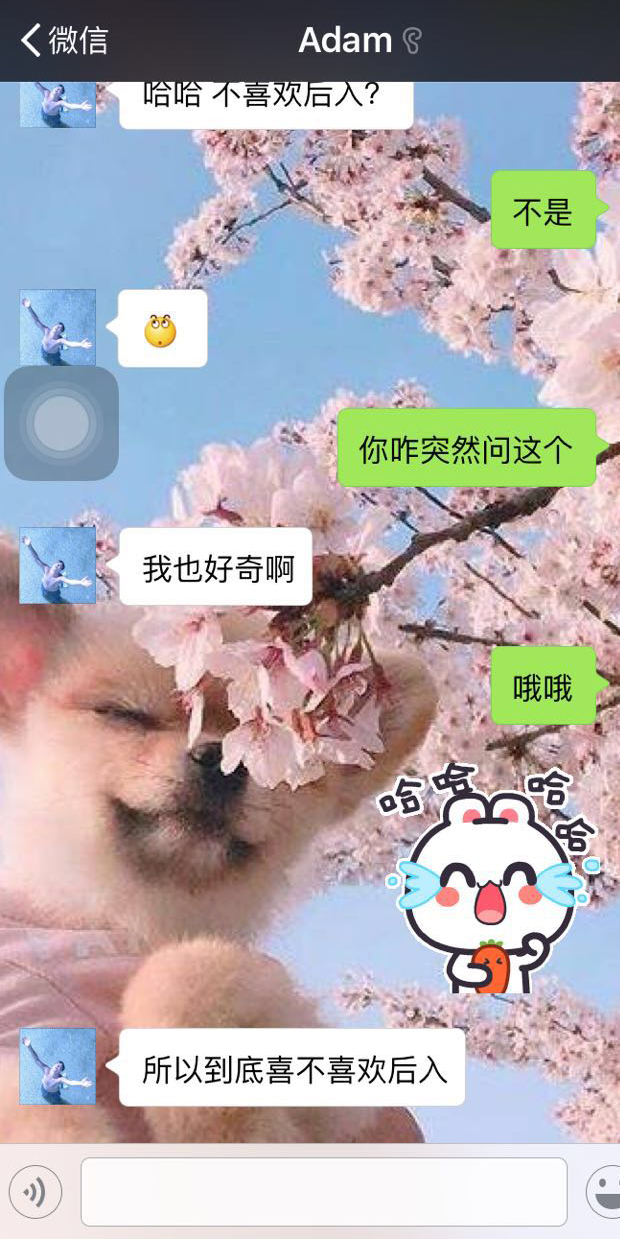 微信
Adam
哈哈 不喜欢后入?
不是
你咋突然问这个
我也好奇啊
哦哦
哈哈哈哈
所以到底喜不喜欢后入